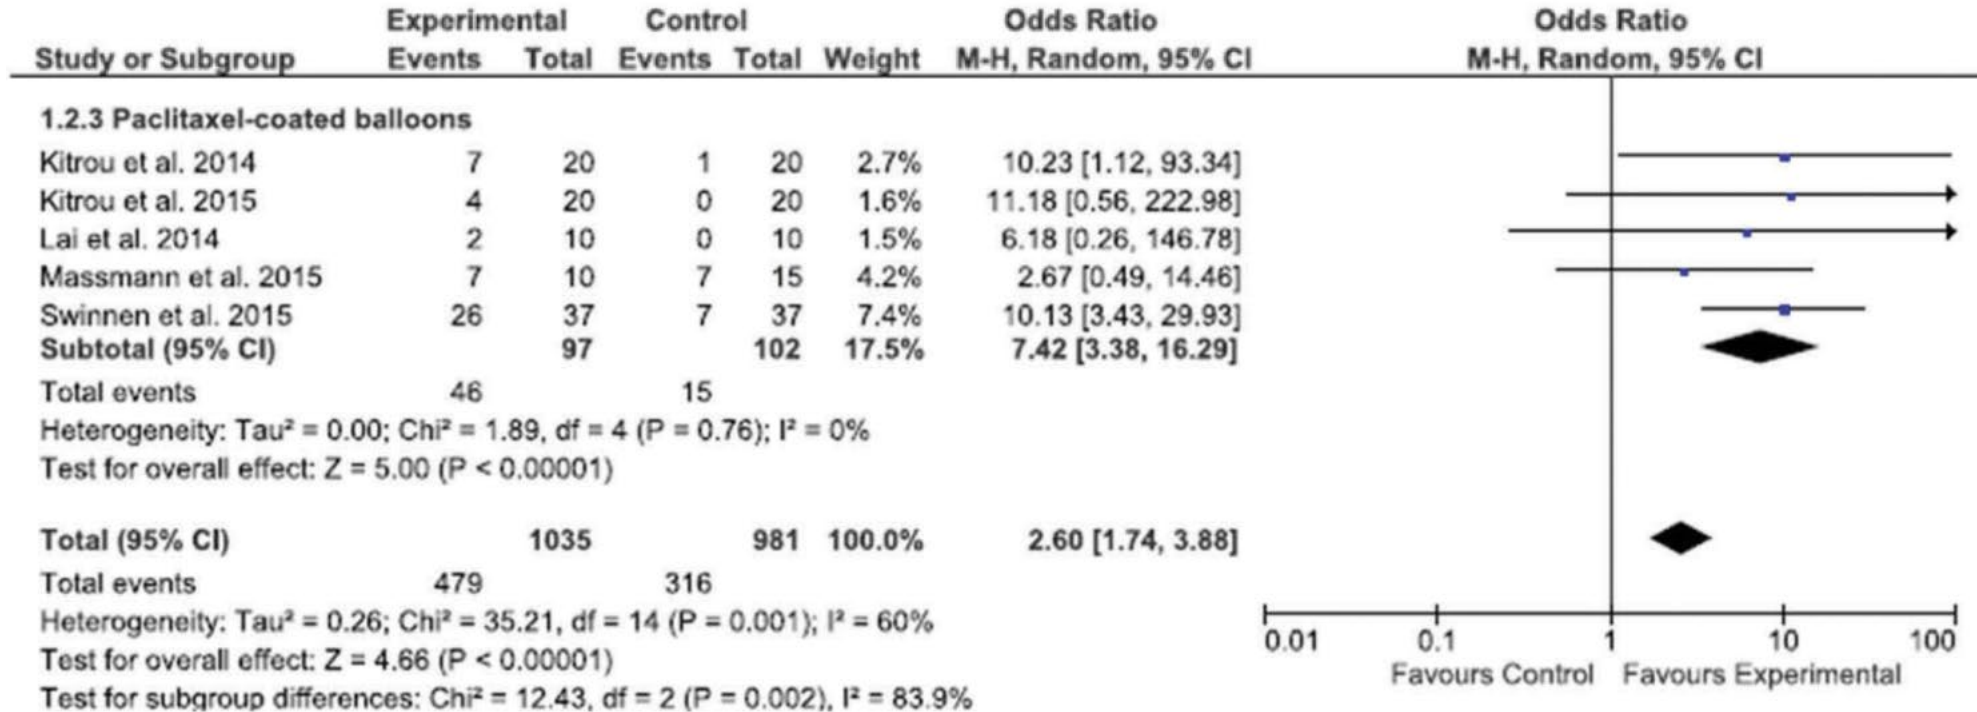 Experimental Control Odds Ratio Odds Ratio
Study or Subgroup Events Total Events Total Weight M-H, Random, 95% CI M-H, Random, 95% CI
1.2.3 Paclitaxel-coated balloons
Kitrou et al. 2014 7 20 1 20 2.7% 10.23 [1.12, 93.34]
Kitrou et al. 2015 4 20 0 20 1.6% 11.18 [0.56, 222.98]
Lai et al. 2014 2 10 0 10 1.5% 6.18 [0.26, 146.78]
Massmann et al. 2015 7 10 7 15 4.2% 2.67 [0.49, 14.46]
Swinnen et al. 2015 26 37 7 37 7.4% 10.13 [3.43, 29.93]
Subtotal (95% CI) 97 102 17.5% 7.42 [3.38, 16.29]
Total events 46 15
Heterogeneity: Tau² = 0.00; Chi² = 1.89, df = 4 (P = 0.76); I² = 0%
Test for overall effect: Z = 5.00 (P < 0.00001)
Total (95% CI) 1035 981 100.0% 2.60 [1.74, 3.88]
Total events 479 316
Heterogeneity: Tau² = 0.26; Chi² = 35.21, df = 14 (P = 0.001); I² = 60%
Test for overall effect: Z = 4.66 (P < 0.00001)
Test for subgroup differences: Chi² = 12.43, df = 2 (P = 0.002), I² = 83.9%
0.01 0.1 1 10 100
Favours Control Favours Experimental